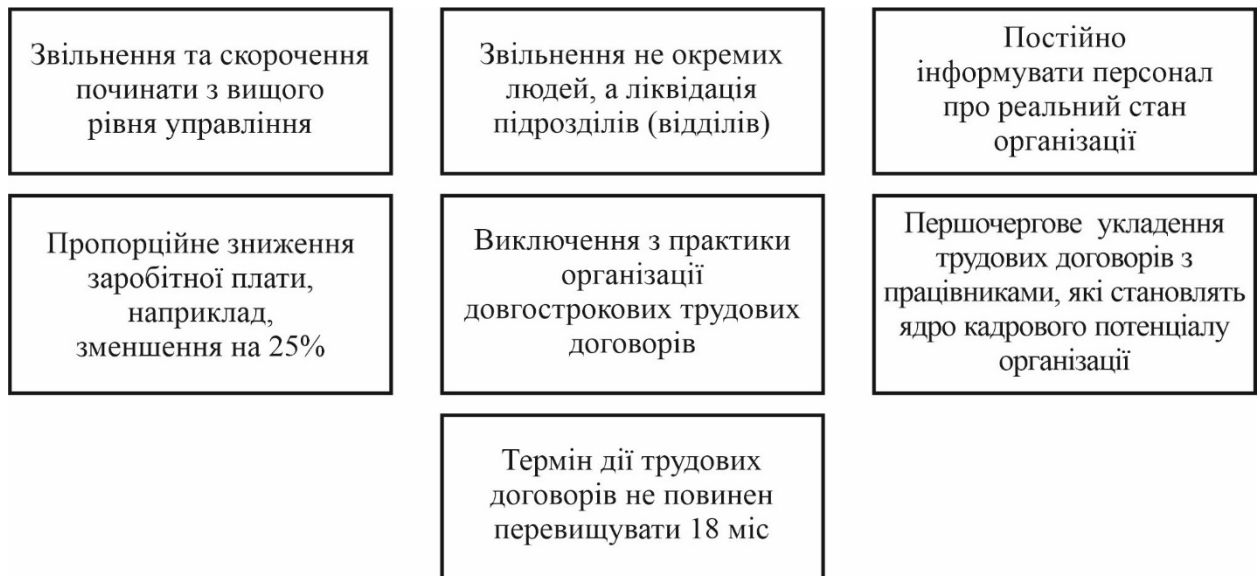 Звільнення та скорочення
починати з вищого
рівня управління
Звільнення не окремих
людей, а ліквідація
підрозділів (відділів)
Постійно
інформувати персонал
про реальний стан
організації
Пропорційне зниження
заробітної плати,
наприклад,
зменшення на 25%
Виключення з практики
організації
довгострокових трудових
договорів
Першочергове укладення
трудових договорів з
працівниками, які становлять
ядро кадрового потенціалу
організації
Термін дії трудових
договорів не повинен
перевищувати 18 міс